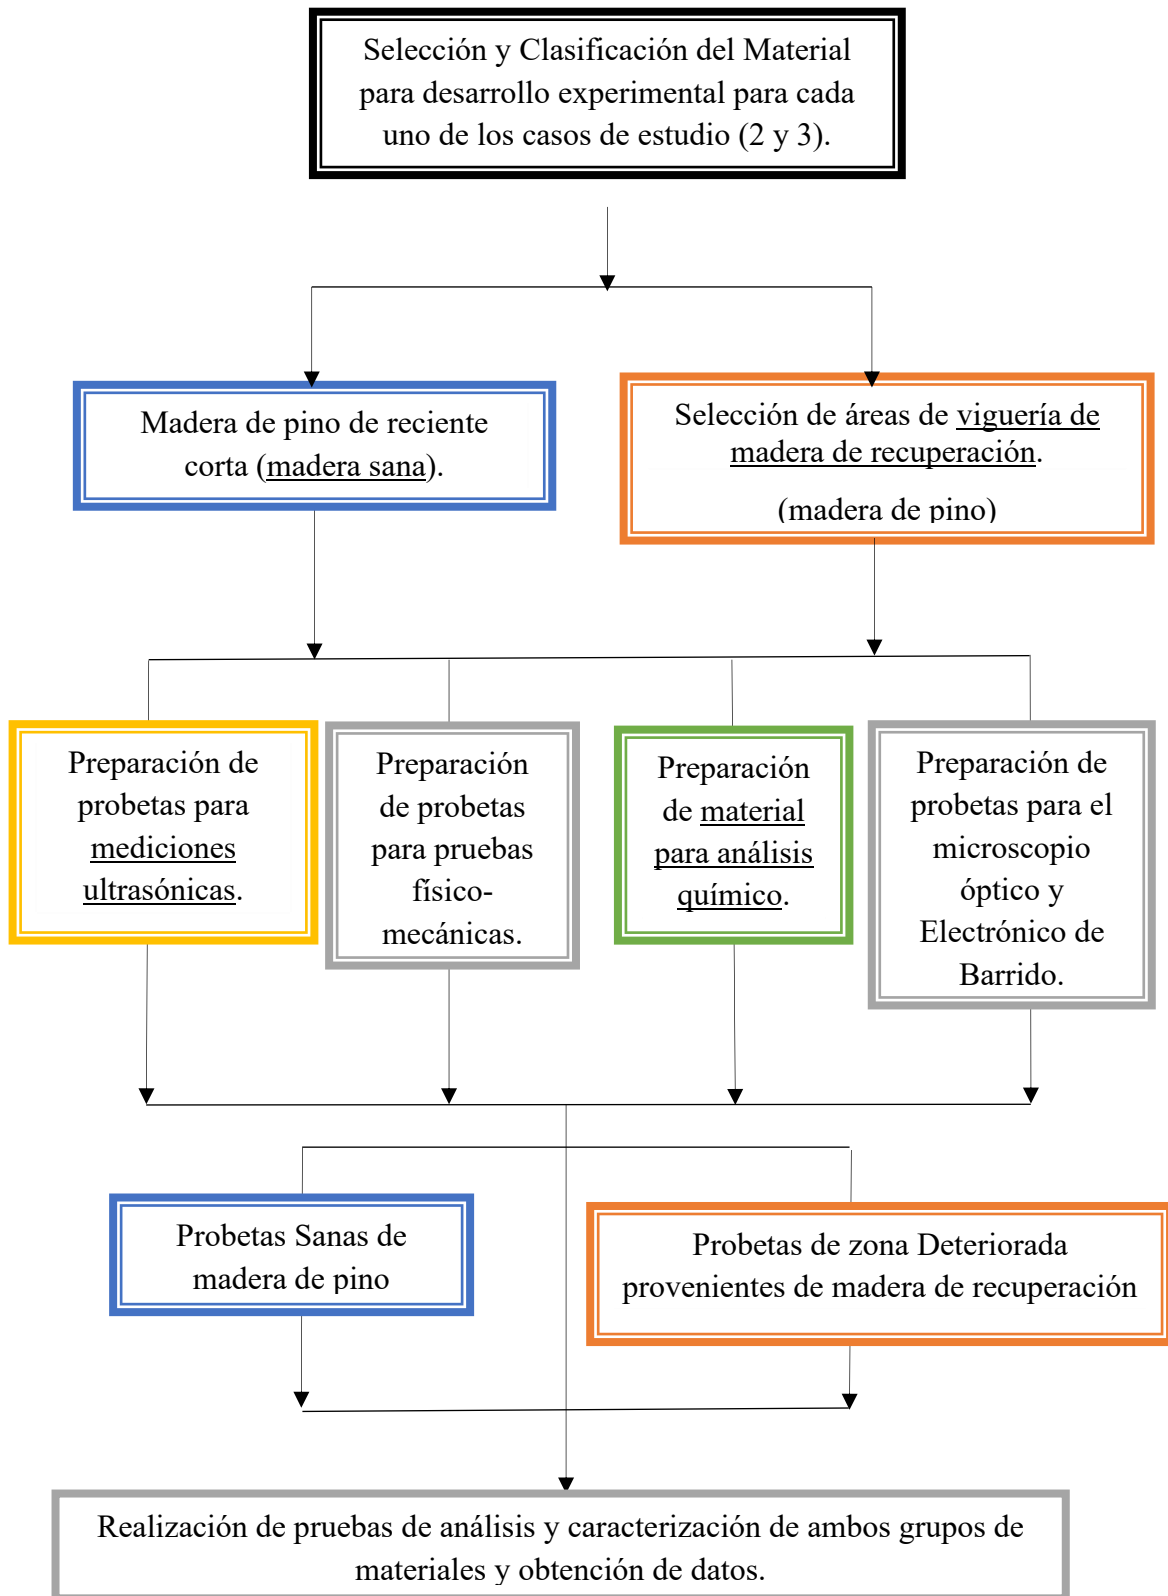 Selección y Clasificación del Material
para desarrollo experimental para cada
uno de los casos de estudio (2 y 3).
Madera de pino de reciente
corta (madera sana).
Selección de áreas de viguería de
madera de recuperación.
(madera de pino)
Preparación de
probetas para
mediciones
ultrasónicas.
Preparación
de probetas
para pruebas
físico-
mecánicas.
Preparación
de material
para análisis
químico.
Preparación de
probetas para el
microscopio
óptico y
Electrónico de
Barrido.
Probetas Sanas de
madera de pino
Probetas de zona Deteriorada
provenientes de madera de recuperación
Realización de pruebas de análisis y caracterización de ambos grupos de
materiales y obtención de datos.